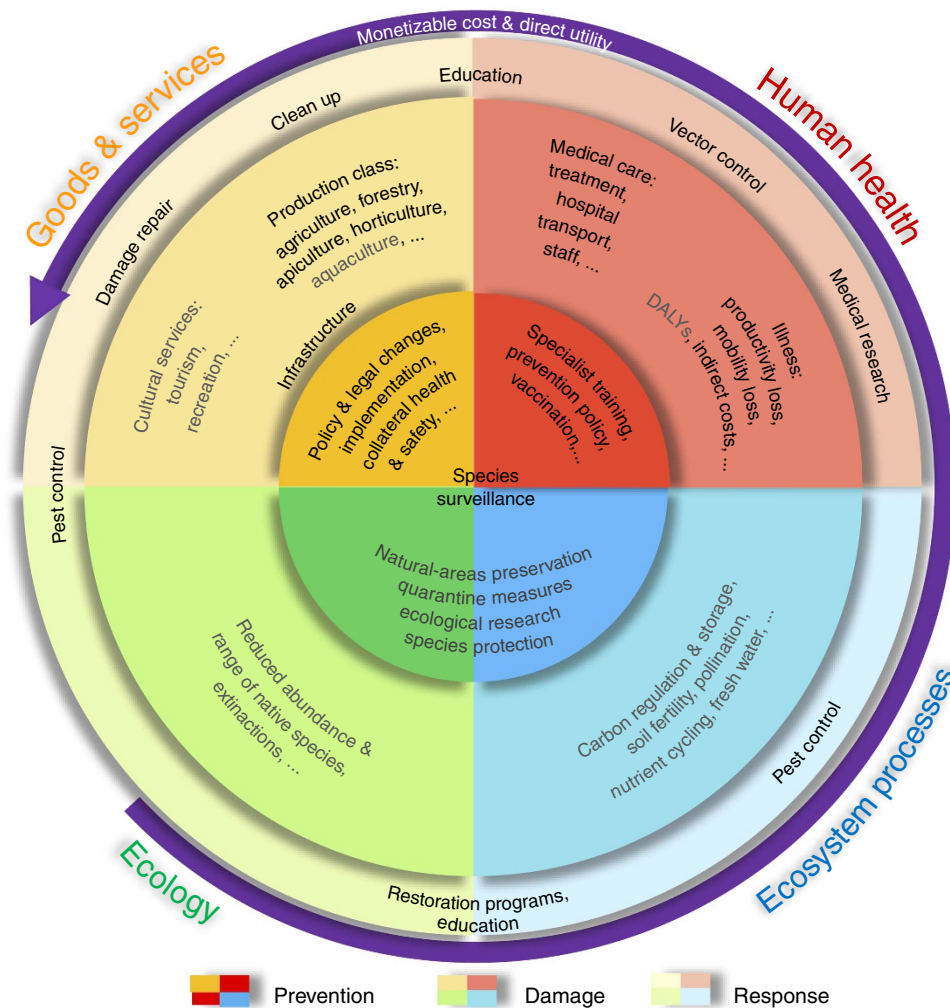 Monetizable cost & direct utility
Goods & services
Human health
Education
Clean up
Vector control
Damage repair
Medical research
Production class:
agriculture, forestry,
apiculture, horticulture,
aquaculture, ...
Medical care:
treatment,
hospital
transport,
staff, ...
Cultural services:
tourism,
recreation, ...
Infrastructure
Illness:
productivity loss,
mobility loss,
DALYs, indirect costs, ...
Policy & legal changes,
implementation,
collateral health
& safety, ...
Specialist training,
prevention policy,
vaccination,...
Pest control
Species
surveillance
Natural-areas preservation
quarantine measures
ecological research
species protection
Reduced abundance &
range of native species,
extinactions, ...
Carbon regulation & storage,
soil fertility, pollination,
nutrient cycling, fresh water, ...
Pest control
Restoration programs,
education
Ecology
Ecosystem processes
Prevention
Damage
Response